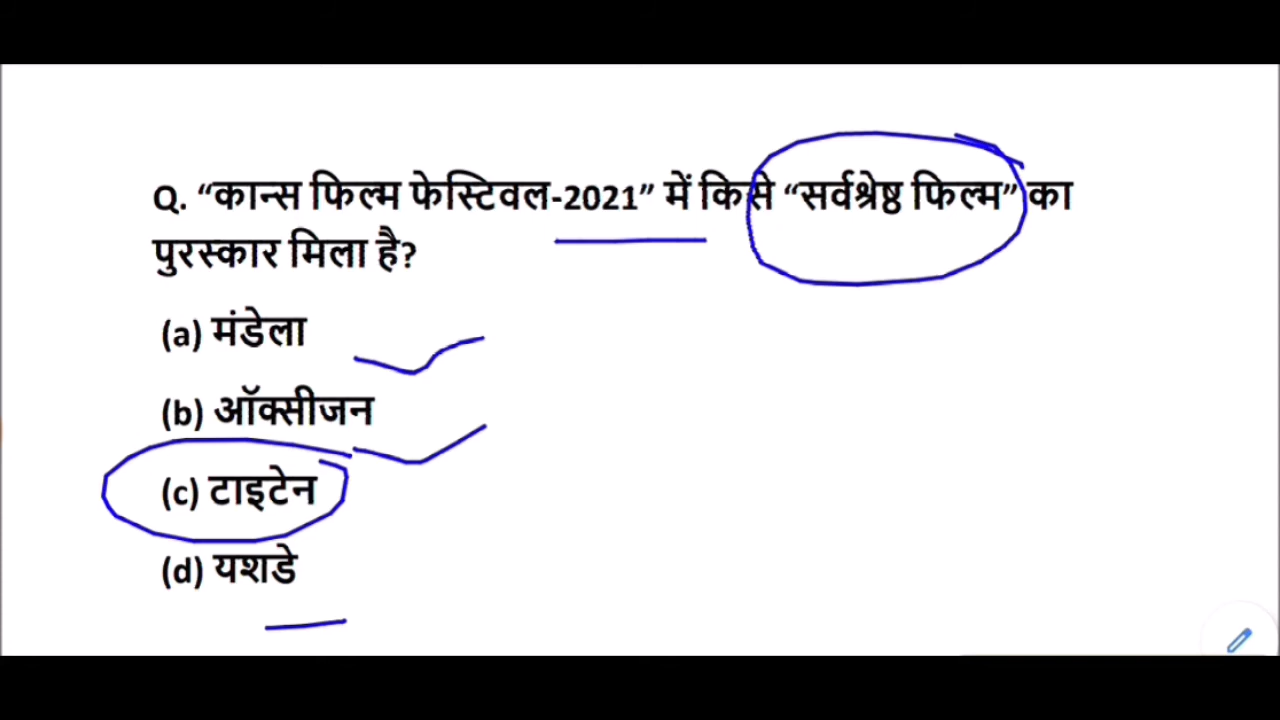 Q. “कान्स फिल्म फेस्टिवल-2021” में किसे “सर्वश्रेष्ठ फिल्म” का
पुरस्कार मिला है?
(a) मंडेला
(b) ऑक्सीजन
(c) टाइटेन
(d) यशडे